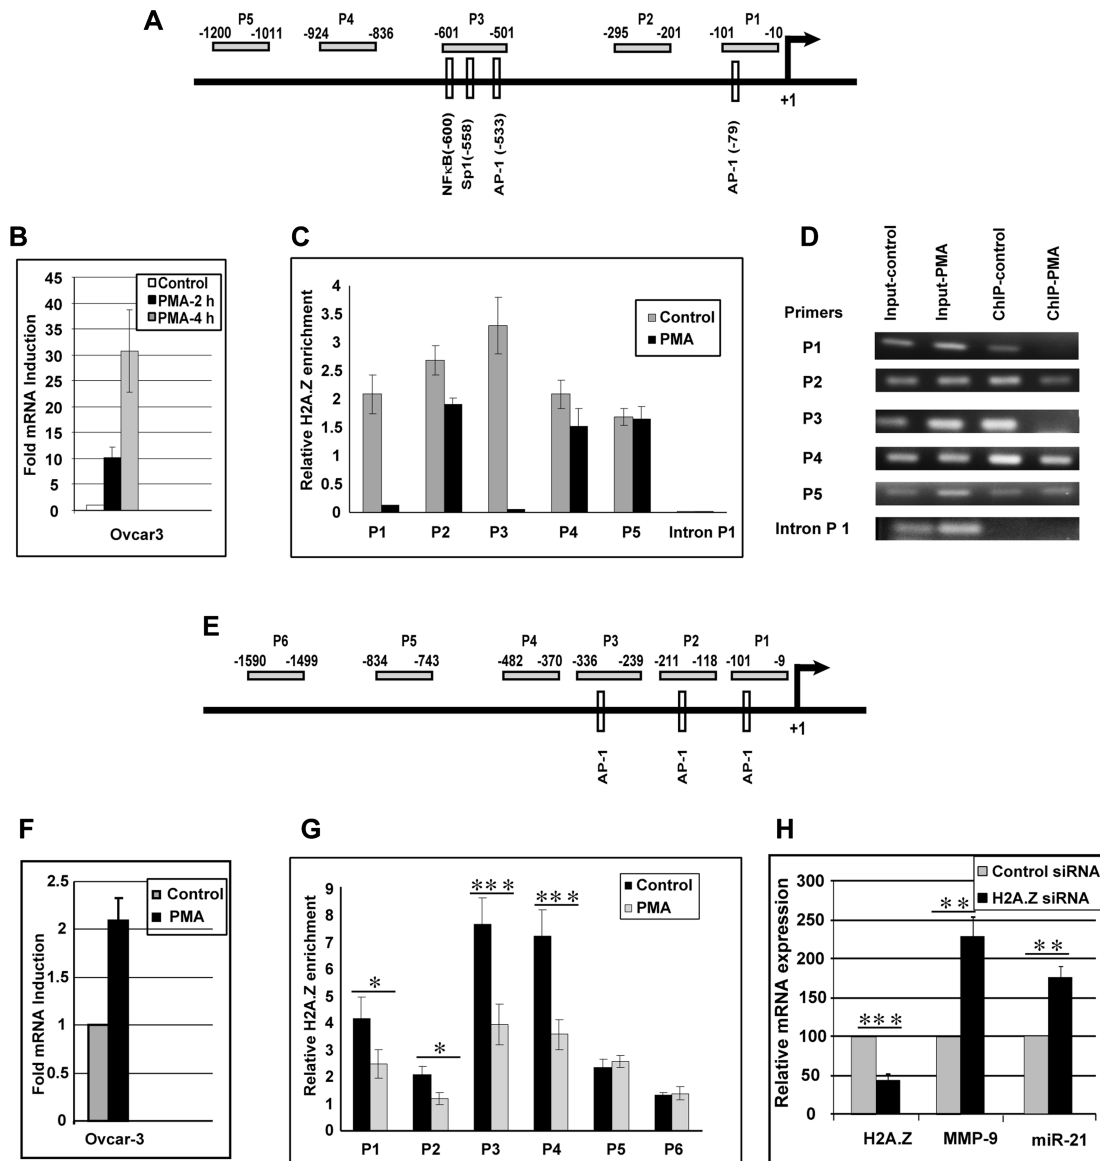 A
P5
P4
P3
P2
P1
-1200 -1011
-924 -836
-601 -501
-295 -201
-101 -10
+1
NFκB(-600)
Sp1(-558)
AP-1 (-533)
AP-1 (-79)
B
Fold mRNA Induction
45
40
35
30
25
20
15
10
5
0
Control
PMA-2 h
PMA-4 h
Ovcar3
C
Relative H2A.Z enrichment
4
3.5
3
2.5
2
1.5
1
0.5
0
Control
PMA
P1 P2 P3 P4 P5 Intron P1
D
Input-control
Input-PMA
ChIP-control
ChIP-PMA
Primers
P1
P2
P3
P4
P5
Intron P 1
E
P6
P5
P4
P3
P2
P1
-1590 -1499
-834 -743
-482 -370
-336 -239
-211 -118
-101 -9
+1
AP-1
AP-1
AP-1
F
Fold mRNA Induction
2.5
2
1.5
1
0.5
0
Control
PMA
Ovcar-3
G
Relative H2A.Z enrichment
9
8
7
6
5
4
3
2
1
0
Control
PMA
*
*
***
***
P1 P2 P3 P4 P5 P6
H
Relative mRNA expression
300
250
200
150
100
50
0
Control siRNA
H2A.Z siRNA
***
**
**
H2A.Z MMP-9 miR-21